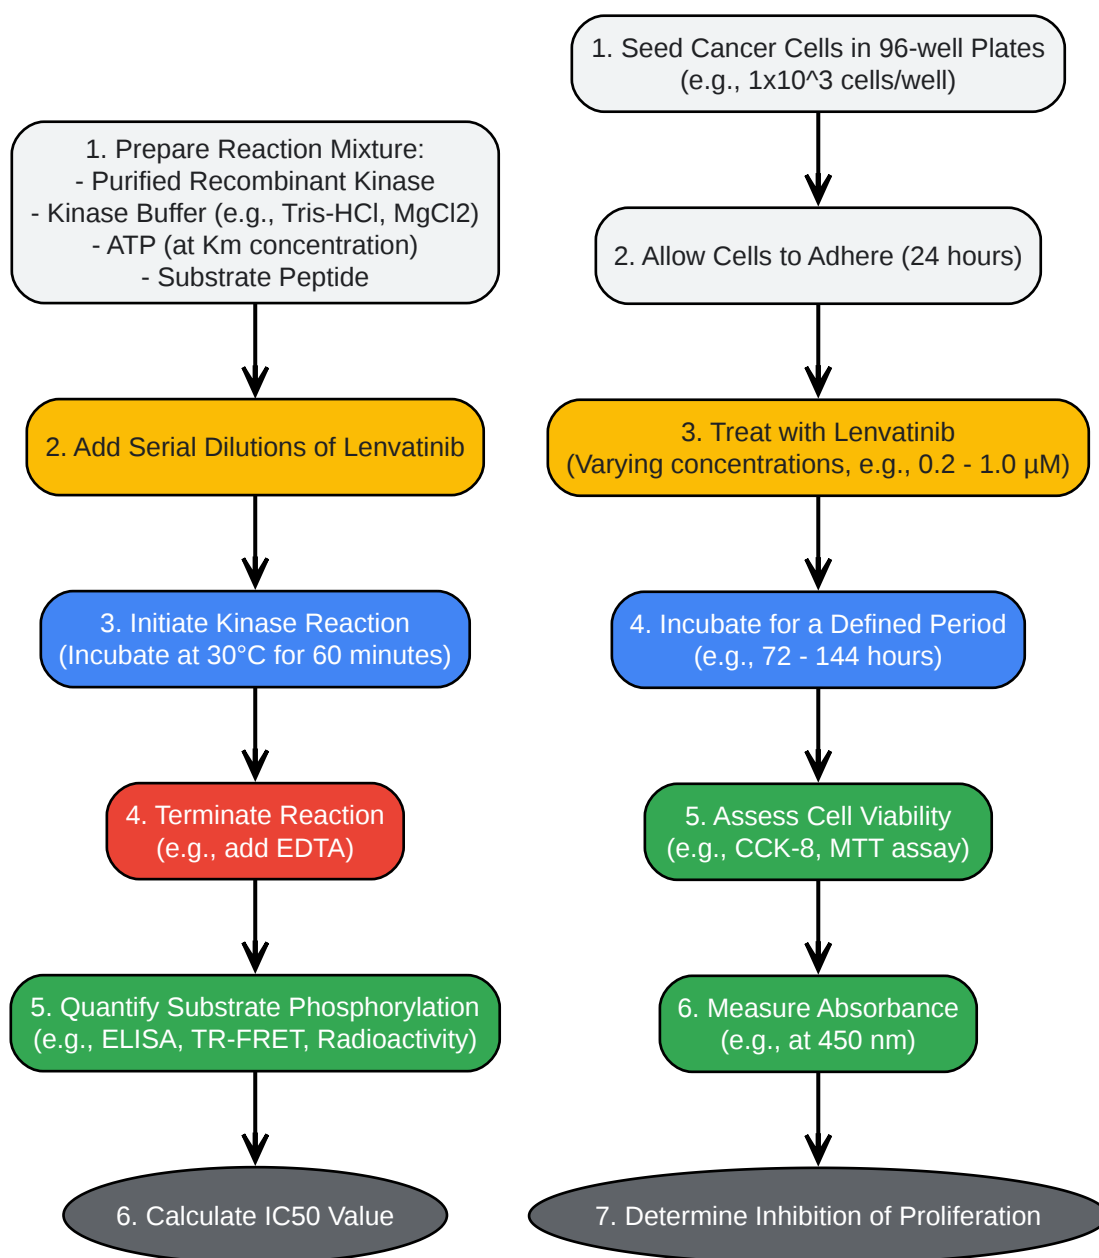 1. Prepare Reaction Mixture:
- Purified Recombinant Kinase
- Kinase Buffer (e.g., Tris-HCl, MgCl2)
- ATP (at Km concentration)
- Substrate Peptide
2. Add Serial Dilutions of Lenvatinib
3. Initiate Kinase Reaction
(Incubate at 30°C for 60 minutes)
4. Terminate Reaction
(e.g., add EDTA)
5. Quantify Substrate Phosphorylation
(e.g., ELISA, TR-FRET, Radioactivity)
6. Calculate IC50 Value
1. Seed Cancer Cells in 96-well Plates
(e.g., 1x10^3 cells/well)
2. Allow Cells to Adhere (24 hours)
3. Treat with Lenvatinib
(Varying concentrations, e.g., 0.2 - 1.0 µM)
4. Incubate for a Defined Period
(e.g., 72 - 144 hours)
5. Assess Cell Viability
(e.g., CCK-8, MTT assay)
6. Measure Absorbance
(e.g., at 450 nm)
7. Determine Inhibition of Proliferation